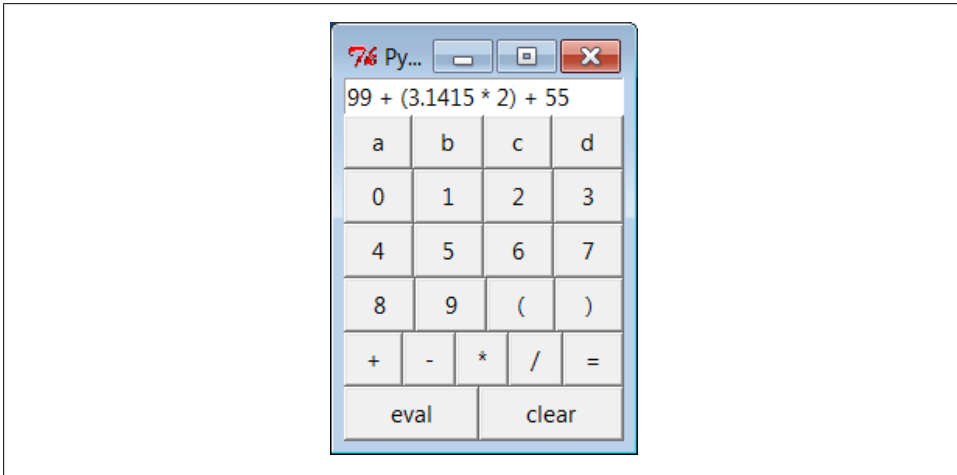 Py...
99 + (3.1415 * 2) + 55
a b c d
0 1 2 3
4 5 6 7
8 9 ( )
+ - * / =
eval clear